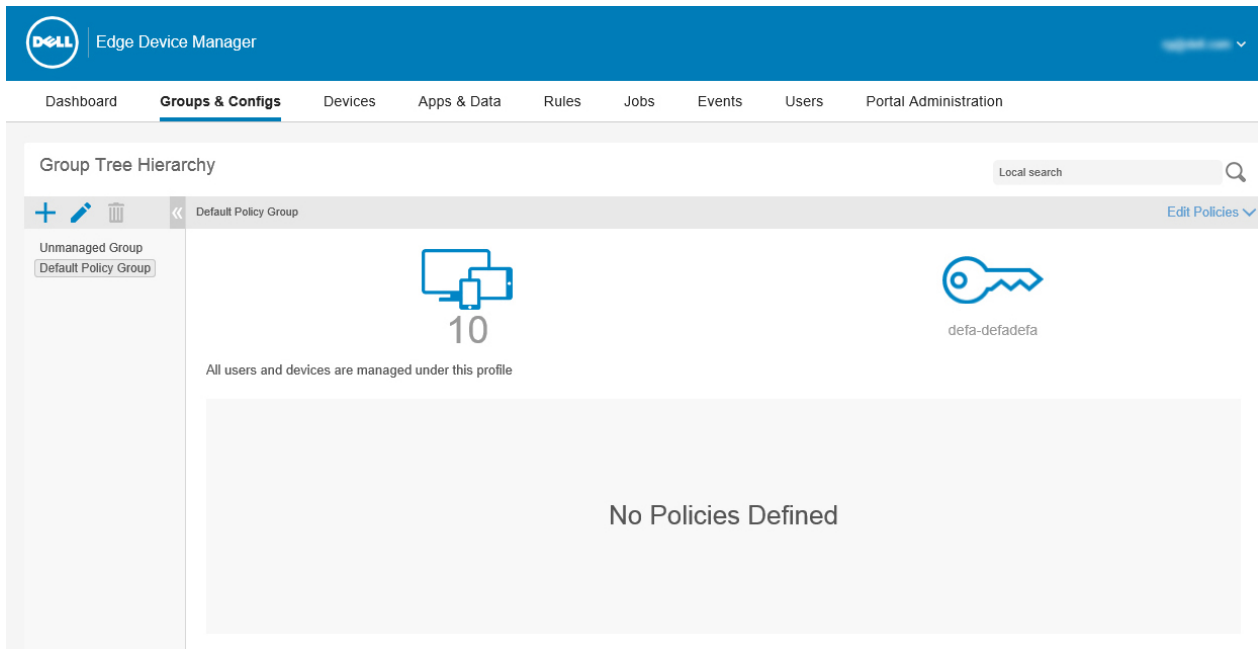 DELL
Edge Device Manager
Dashboard Groups & Configs Devices Apps & Data Rules Jobs Events Users Portal Administration
Group Tree Hierarchy
Local search
Default Policy Group
Edit Policies
Unmanaged Group
Default Policy Group
10
defa-defadefa
All users and devices are managed under this profile
No Policies Defined